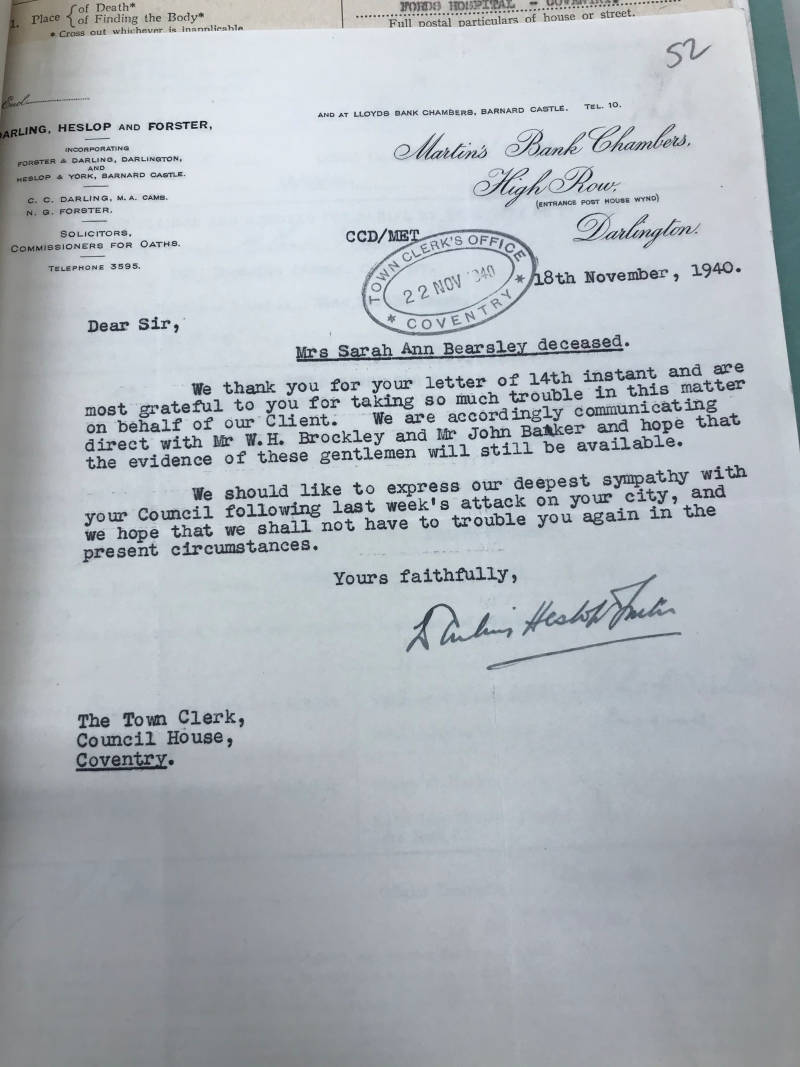 1. Place { of Death*
of Finding the Body*
* Cross out whichever is inapplicable
FORDS HOSPITAL - COVENTRY
Full postal particulars of house or street.
52
End
DARLING, HESLOP AND FORSTER,
INCORPORATING
FORSTER & DARLING, DARLINGTON,
AND
HESLOP & YORK, BARNARD CASTLE.
C. C. DARLING, M.A. CAMB.
N. G. FORSTER.
SOLICITORS,
COMMISSIONERS FOR OATHS.
TELEPHONE 3595.
AND AT LLOYDS BANK CHAMBERS, BARNARD CASTLE. TEL. 10.
Martin's Bank Chambers,
High Row,
(ENTRANCE POST HOUSE WYND)
Darlington.
CCD/MET
TOWN CLERK'S OFFICE
22 NOV 1940
* COVENTRY *
18th November, 1940.
Dear Sir,
Mrs Sarah Ann Bearsley deceased.
We thank you for your letter of 14th instant and are
most grateful to you for taking so much trouble in this matter
on behalf of our Client. We are accordingly communicating
direct with Mr W.H. Brockley and Mr John Barker and hope that
the evidence of these gentlemen will still be available.
We should like to express our deepest sympathy with
your Council following last week's attack on your city, and
we hope that we shall not have to trouble you again in the
present circumstances.
Yours faithfully,
Darling Heslop Forster
The Town Clerk,
Council House,
Coventry.